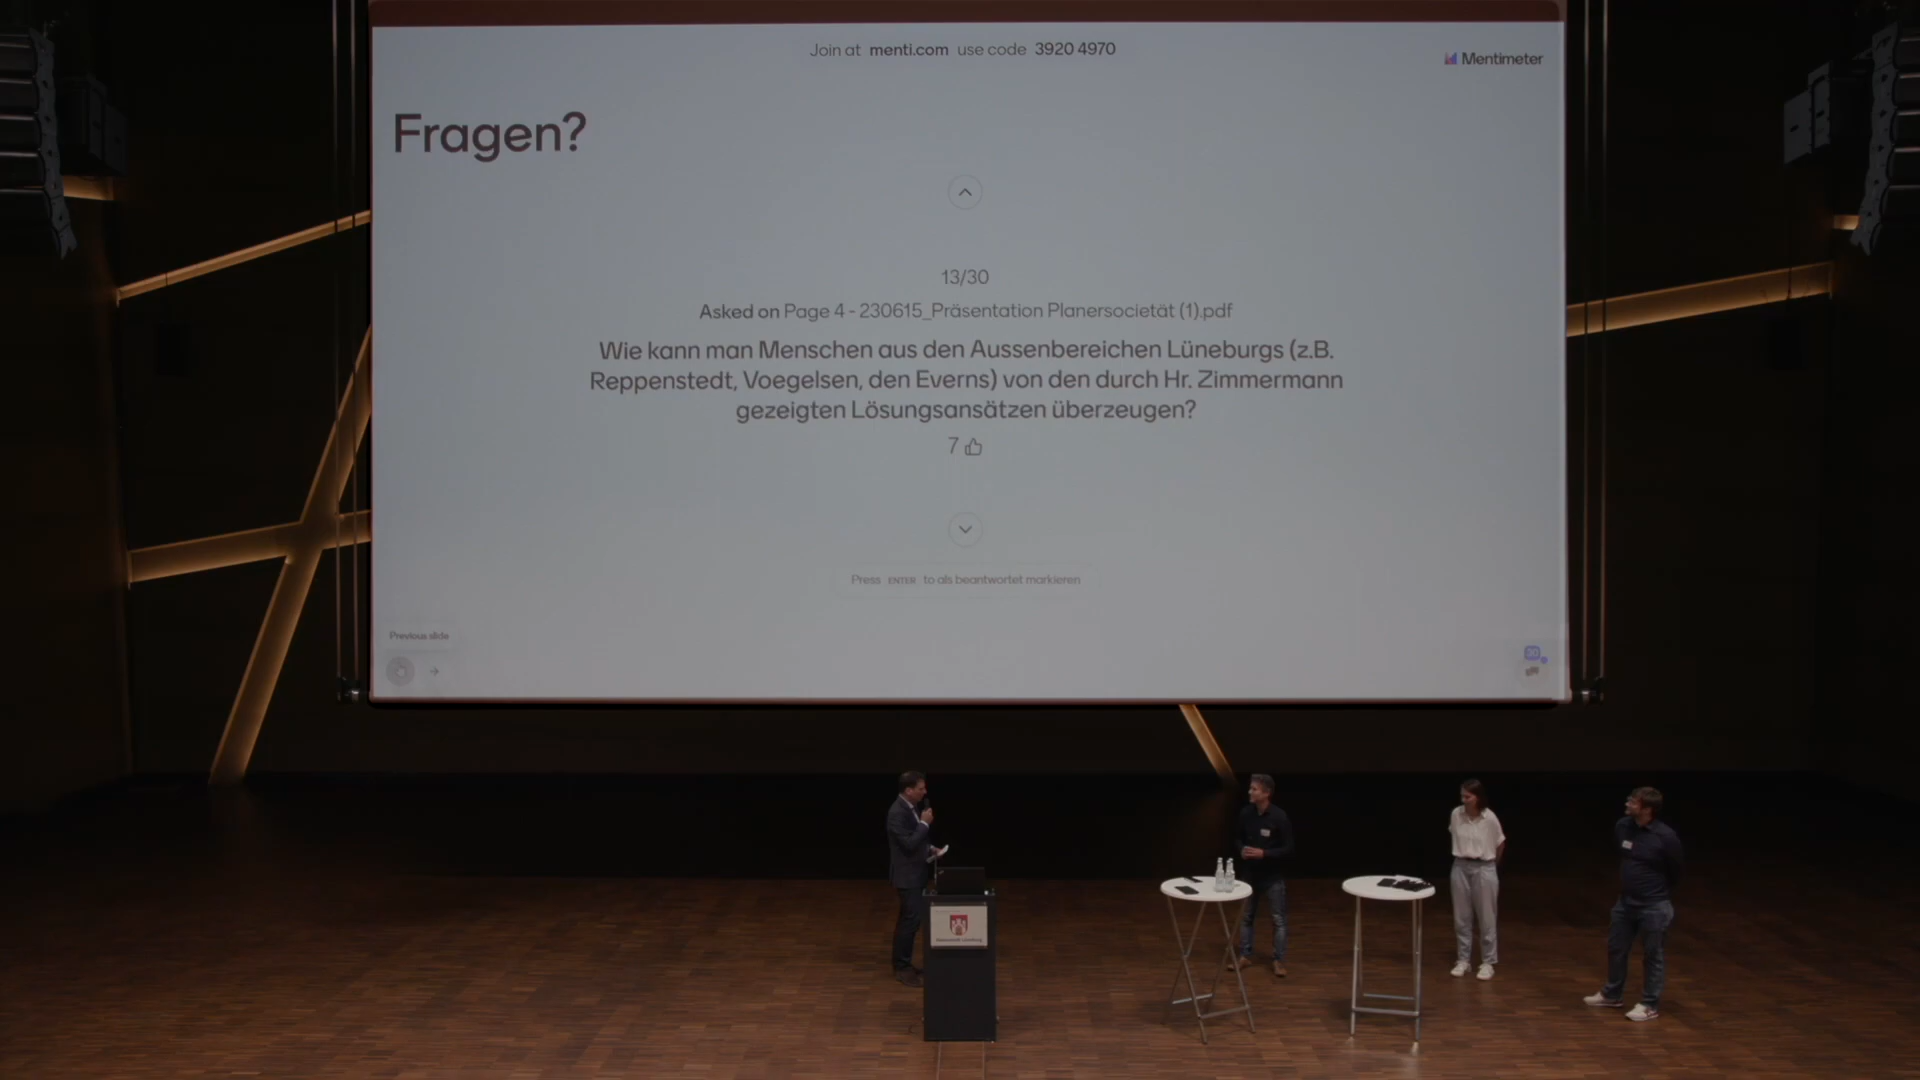 Join at menti.com use code 3920 4970
Mentimeter
Fragen?
13/30
Asked on Page 4 - 230615_Präsentation Planersocietät (1).pdf
Wie kann man Menschen aus den Aussenbereichen Lüneburgs (z.B.
Reppenstedt, Voegelsen, den Everns) von den durch Hr. Zimmermann
gezeigten Lösungsansätzen überzeugen?
7
Press ENTER to als beantwortet markieren
Previous slide
30